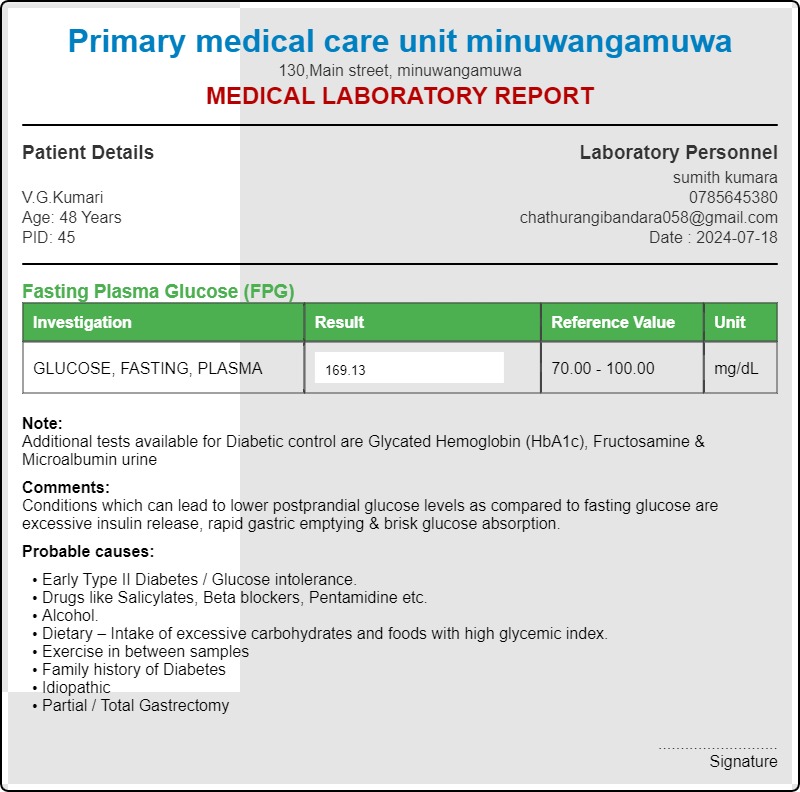 Primary medical care unit minuwangamuwa
130,Main street, minuwangamuwa
MEDICAL LABORATORY REPORT
Patient Details
Laboratory Personnel
sumith kumara
V.G.Kumari
0785645380
Age: 48 Years
chathurangibandara058@gmail.com
PID: 45
Date : 2024-07-18
Fasting Plasma Glucose (FPG)
Investigation Result Reference Value Unit
GLUCOSE, FASTING, PLASMA 169.13 70.00 - 100.00 mg/dL
Note:
Additional tests available for Diabetic control are Glycated Hemoglobin (HbA1c), Fructosamine &
Microalbumin urine
Comments:
Conditions which can lead to lower postprandial glucose levels as compared to fasting glucose are
excessive insulin release, rapid gastric emptying & brisk glucose absorption.
Probable causes:
• Early Type II Diabetes / Glucose intolerance.
• Drugs like Salicylates, Beta blockers, Pentamidine etc.
• Alcohol.
• Dietary – Intake of excessive carbohydrates and foods with high glycemic index.
• Exercise in between samples
• Family history of Diabetes
• Idiopathic
• Partial / Total Gastrectomy
...........................
Signature